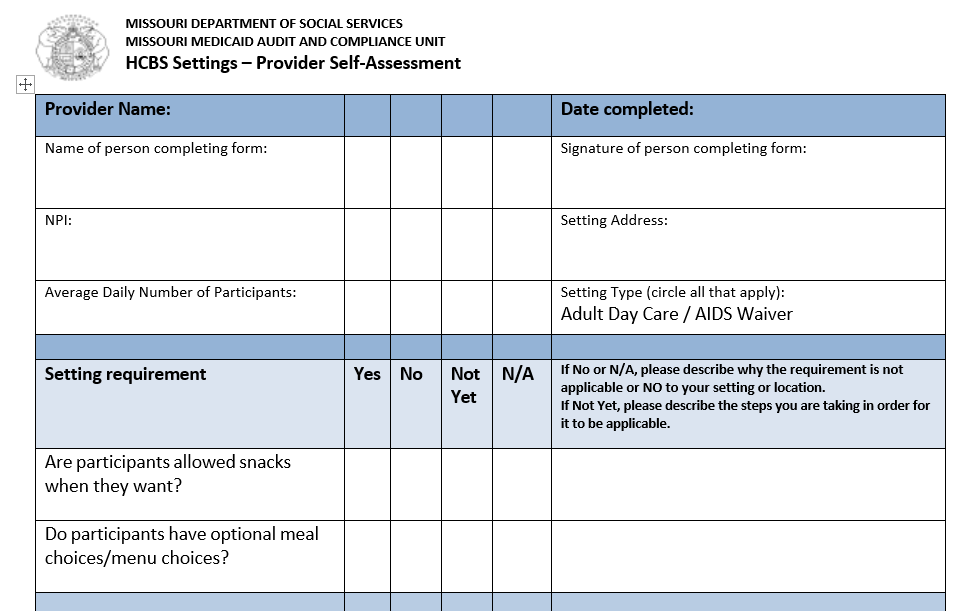 MISSOURI DEPARTMENT OF SOCIAL SERVICES
MISSOURI MEDICAID AUDIT AND COMPLIANCE UNIT
HCBS Settings – Provider Self-Assessment
Provider Name:
Date completed:
Name of person completing form:
Signature of person completing form:
NPI:
Setting Address:
Average Daily Number of Participants:
Setting Type (circle all that apply):
Adult Day Care / AIDS Waiver
Setting requirement
Yes
No
Not
Yet
N/A
If No or N/A, please describe why the requirement is not
applicable or NO to your setting or location.
If Not Yet, please describe the steps you are taking in order for
it to be applicable.
Are participants allowed snacks
when they want?
Do participants have optional meal
choices/menu choices?